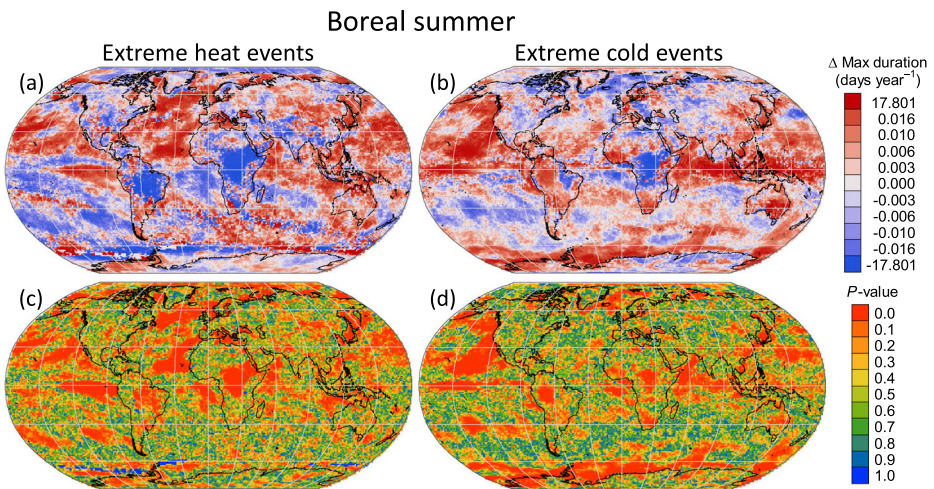 Boreal summer
Extreme heat events
Extreme cold events
Δ Max duration
(days year⁻¹)
(a)
(b)
17.801
0.016
0.010
0.006
0.003
0.000
-0.003
-0.006
-0.010
-0.016
-17.801
(c)
(d)
P-value
0.0
0.1
0.2
0.3
0.4
0.5
0.6
0.7
0.8
0.9
1.0